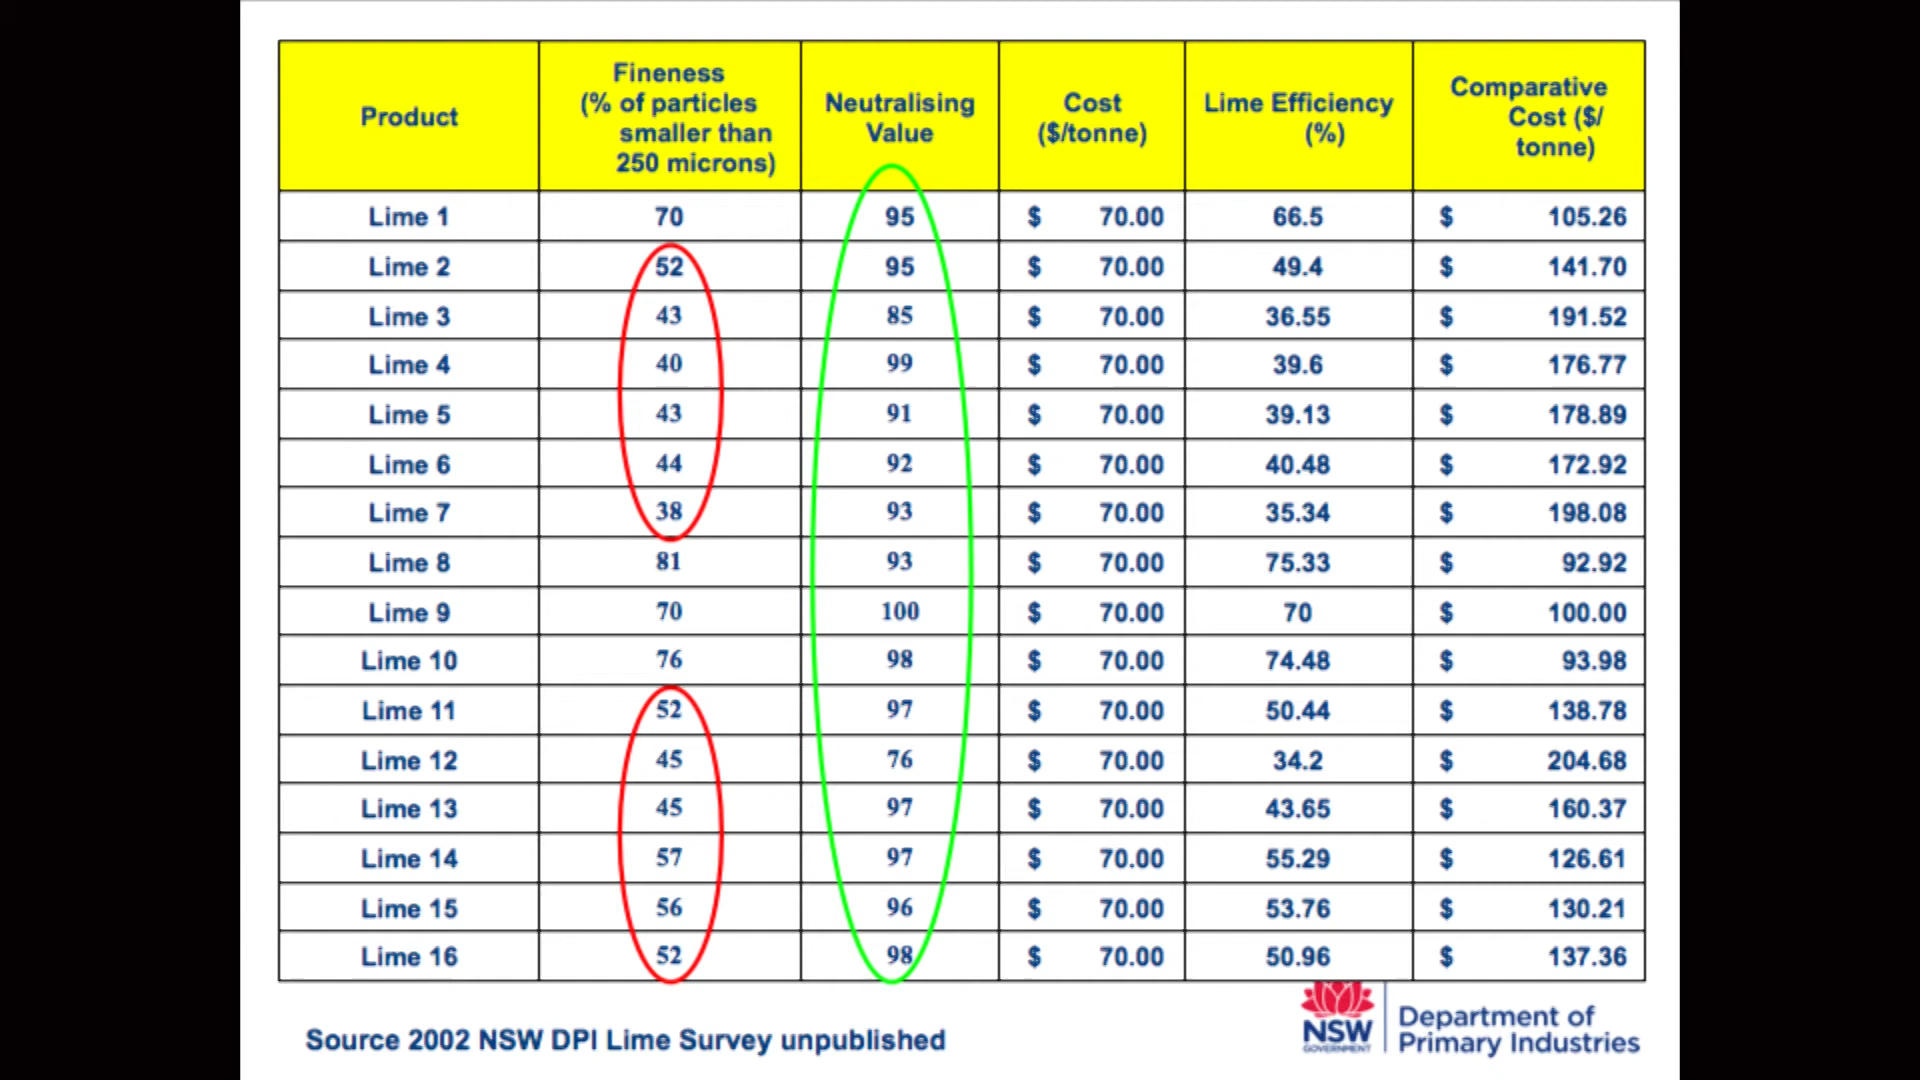 Product Fineness (% of particles smaller than 250 microns) Neutralising Value Cost ($/tonne) Lime Efficiency (%) Comparative Cost ($/ tonne)
Lime 1 70 95 $ 70.00 66.5 $ 105.26
Lime 2 52 95 $ 70.00 49.4 $ 141.70
Lime 3 43 85 $ 70.00 36.55 $ 191.52
Lime 4 40 99 $ 70.00 39.6 $ 176.77
Lime 5 43 91 $ 70.00 39.13 $ 178.89
Lime 6 44 92 $ 70.00 40.48 $ 172.92
Lime 7 38 93 $ 70.00 35.34 $ 198.08
Lime 8 81 93 $ 70.00 75.33 $ 92.92
Lime 9 70 100 $ 70.00 70 $ 100.00
Lime 10 76 98 $ 70.00 74.48 $ 93.98
Lime 11 52 97 $ 70.00 50.44 $ 138.78
Lime 12 45 76 $ 70.00 34.2 $ 204.68
Lime 13 45 97 $ 70.00 43.65 $ 160.37
Lime 14 57 97 $ 70.00 55.29 $ 126.61
Lime 15 56 96 $ 70.00 53.76 $ 130.21
Lime 16 52 98 $ 70.00 50.96 $ 137.36
Source 2002 NSW DPI Lime Survey unpublished
NSW
GOVERNMENT
Department of
Primary Industries